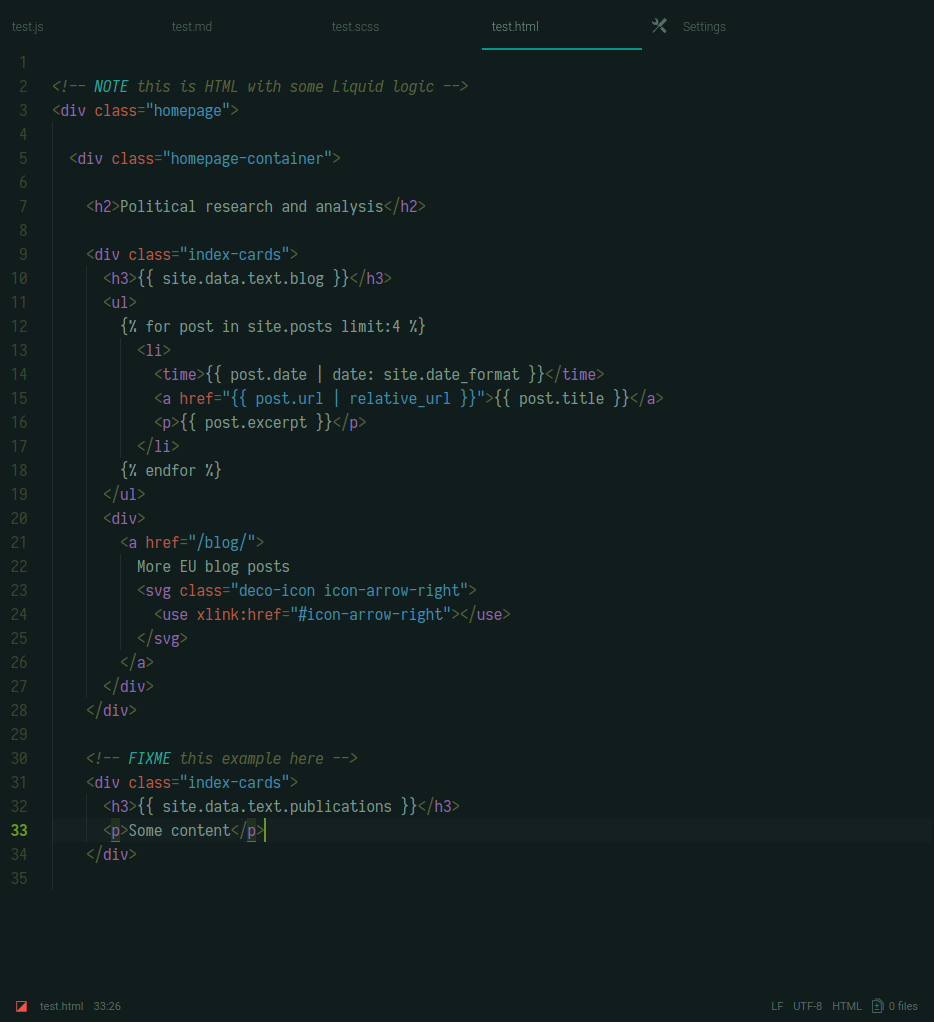 test.js test.md test.scss test.html Settings
1
2 <!-- NOTE this is HTML with some Liquid logic -->
3 <div class="homepage">
4
5 <div class="homepage-container">
6
7 <h2>Political research and analysis</h2>
8
9 <div class="index-cards">
10 <h3>{{ site.data.text.blog }}</h3>
11 <ul>
12 {% for post in site.posts limit:4 %}
13 <li>
14 <time>{{ post.date | date: site.date_format }}</time>
15 <a href="{{ post.url | relative_url }}">{{ post.title }}</a>
16 <p>{{ post.excerpt }}</p>
17 </li>
18 {% endfor %}
19 </ul>
20 <div>
21 <a href="/blog/">
22 More EU blog posts
23 <svg class="deco-icon icon-arrow-right">
24 <use xlink:href="#icon-arrow-right"></use>
25 </svg>
26 </a>
27 </div>
28 </div>
29
30 <!-- FIXME this example here -->
31 <div class="index-cards">
32 <h3>{{ site.data.text.publications }}</h3>
33 <p>Some content</p>
34 </div>
35
test.html 33:26 LF UTF-8 HTML 0 files